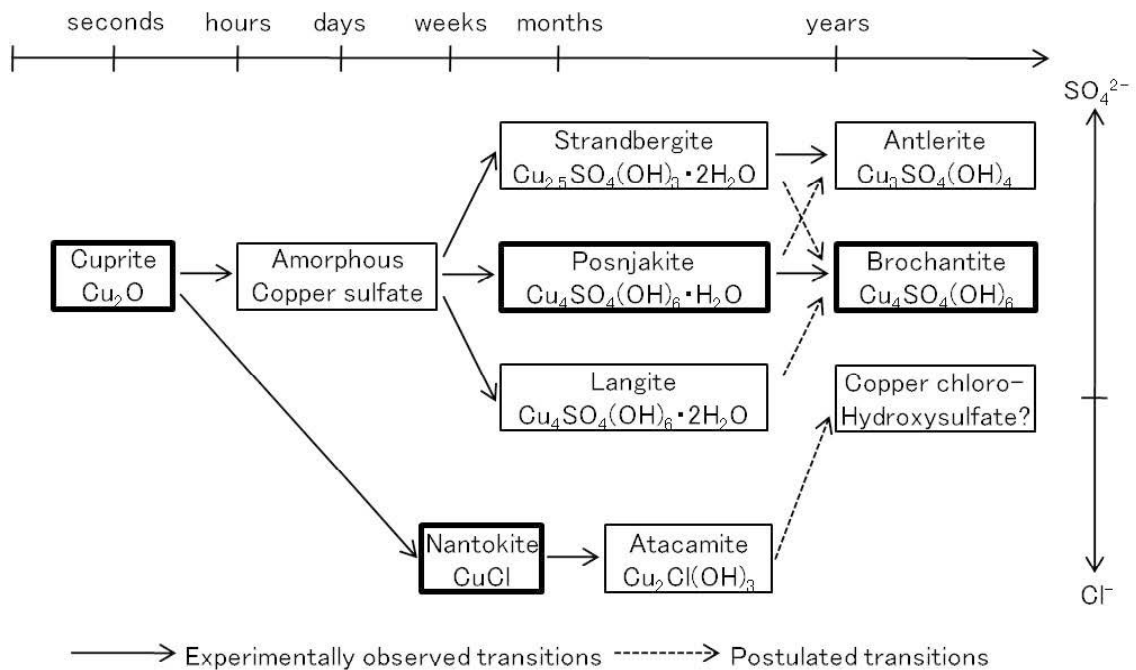 seconds hours days weeks months years
SO₄²⁻
Strandbergite
Cu₂.₅SO₄(OH)₃・2H₂O
Antlerite
Cu₃SO₄(OH)₄
Cuprite
Cu₂O
Amorphous
Copper sulfate
Posnjakite
Cu₄SO₄(OH)₆・H₂O
Brochantite
Cu₄SO₄(OH)₆
Langite
Cu₄SO₄(OH)₆・2H₂O
Copper chloro-
Hydroxysulfate?
Nantokite
CuCl
Atacamite
Cu₂Cl(OH)₃
Cl⁻
Experimentally observed transitions
Postulated transitions